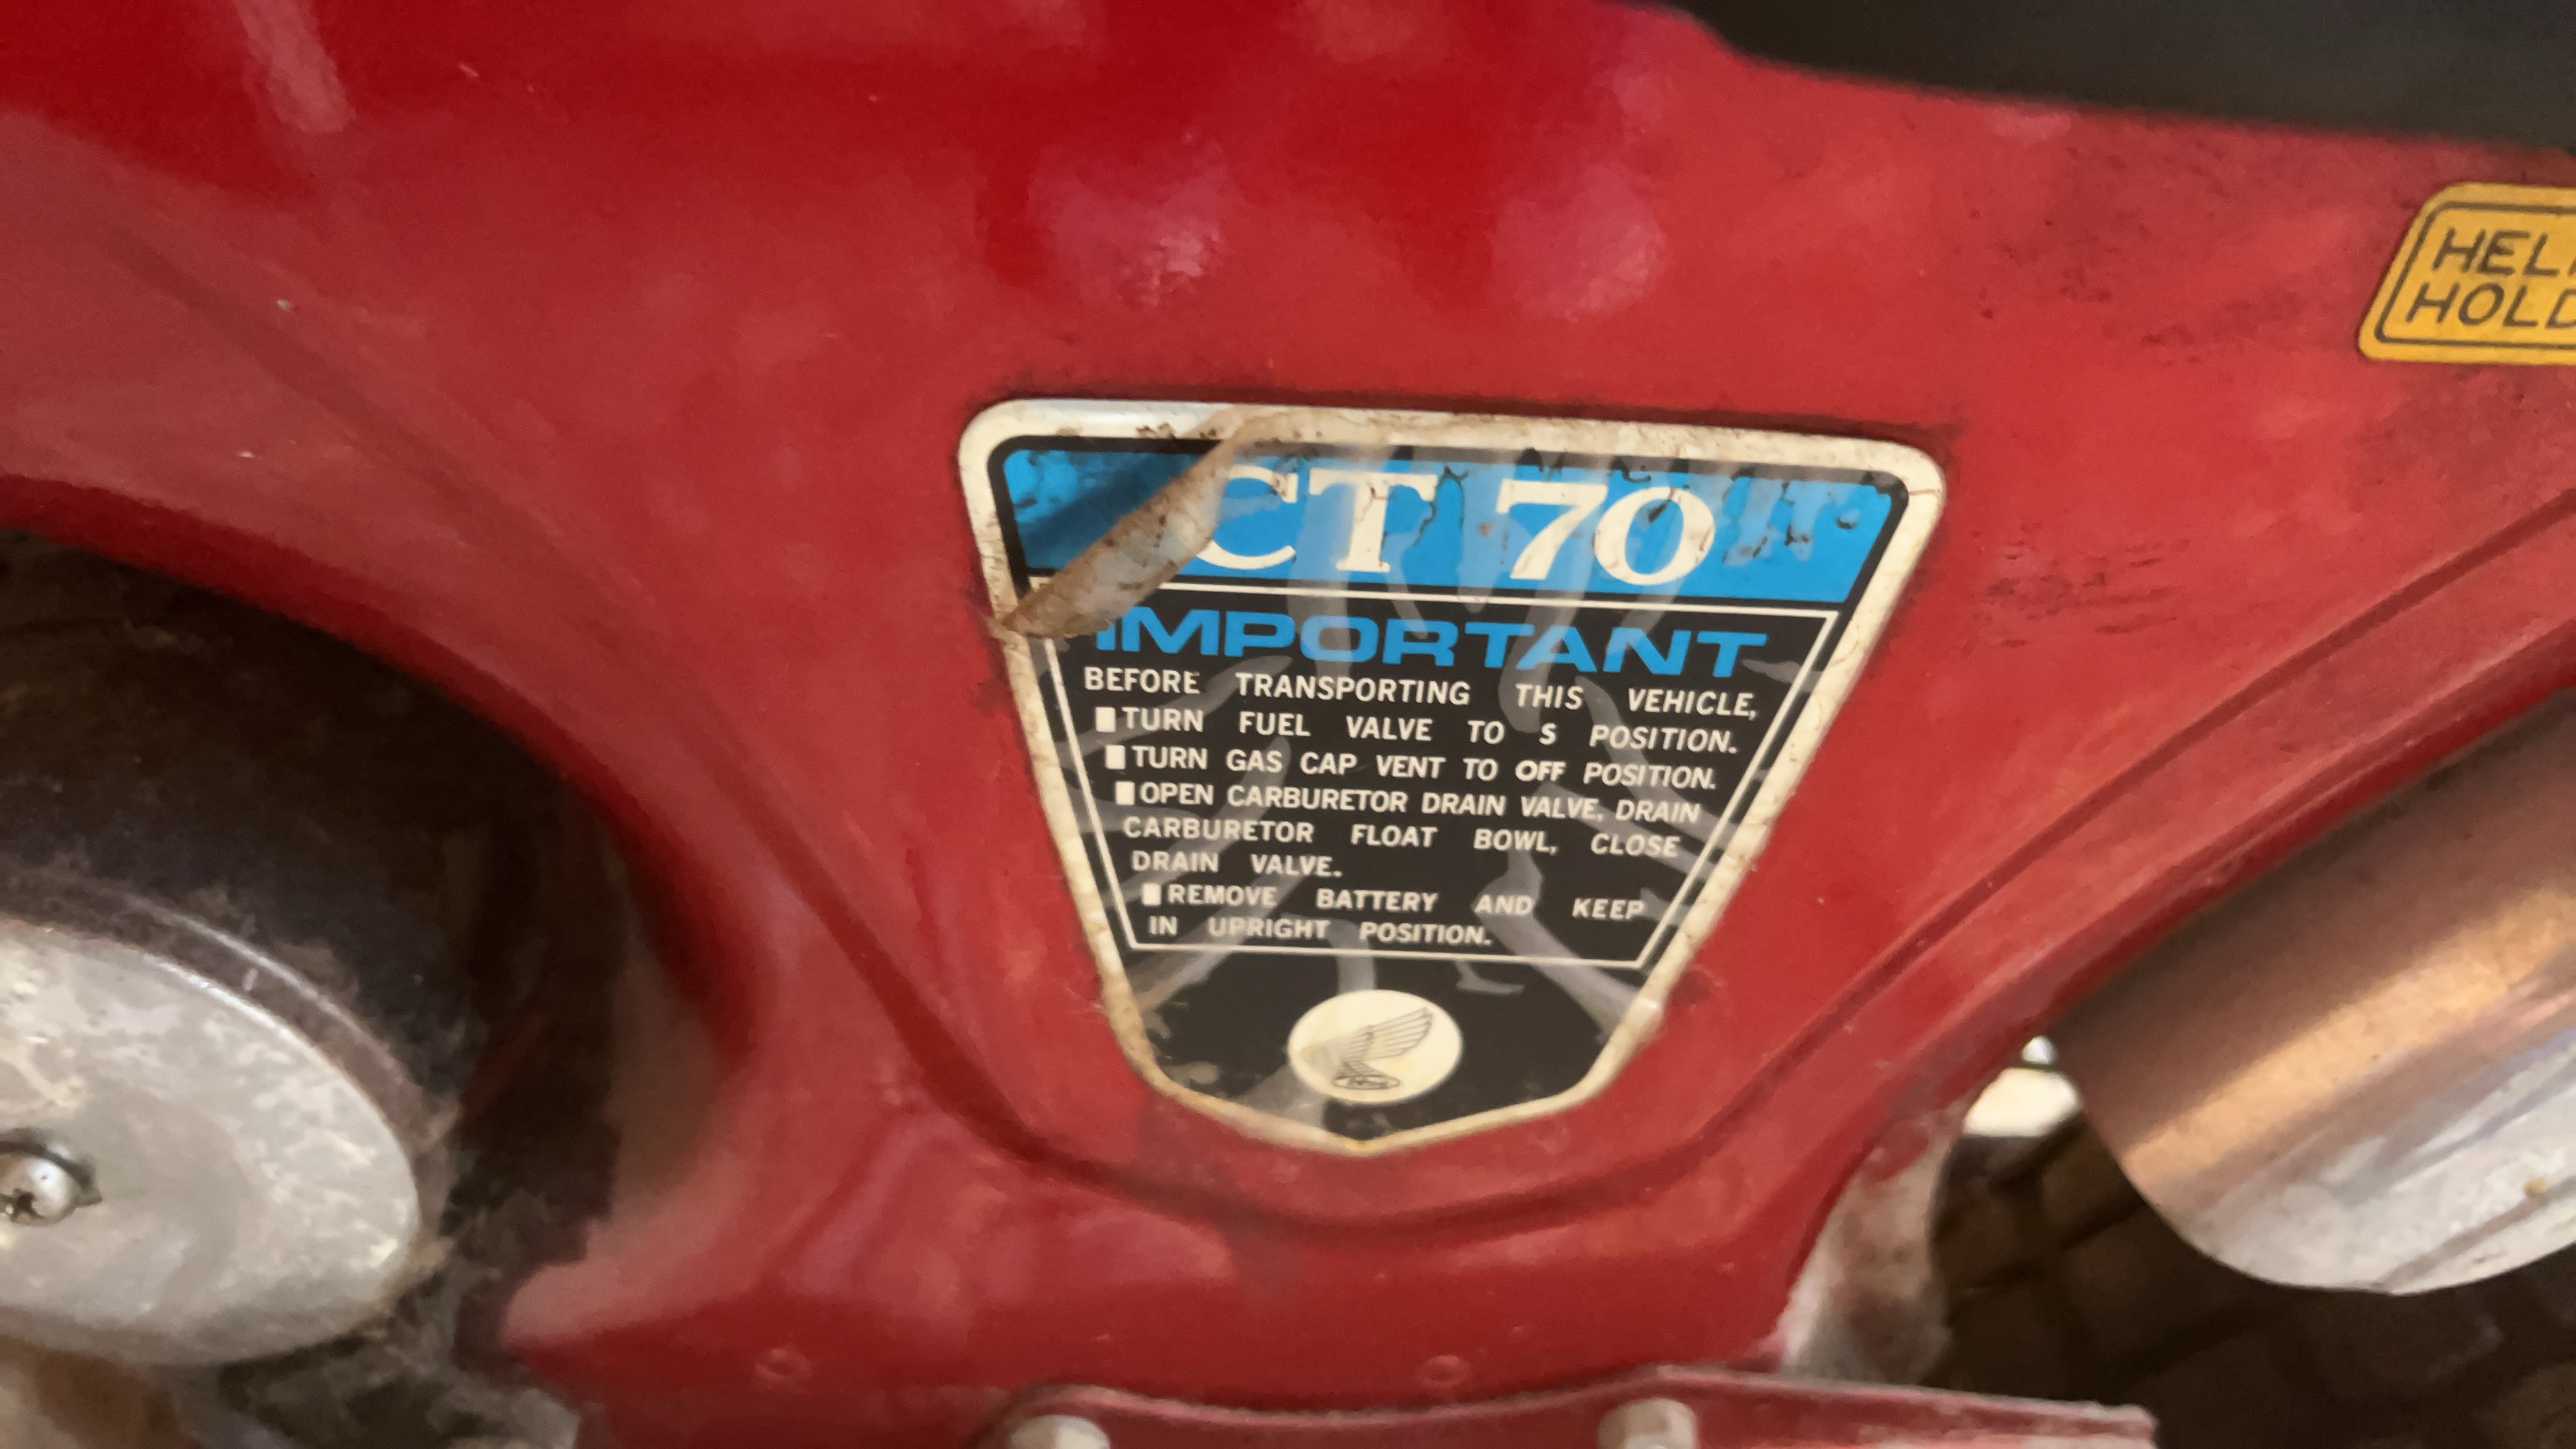 CT 70
IMPORTANT
BEFORE TRANSPORTING THIS VEHICLE,
■TURN FUEL VALVE TO S POSITION.
■TURN GAS CAP VENT TO OFF POSITION.
■OPEN CARBURETOR DRAIN VALVE, DRAIN
CARBURETOR FLOAT BOWL, CLOSE
DRAIN VALVE.
■REMOVE BATTERY AND KEEP
IN UPRIGHT POSITION.
HOLD